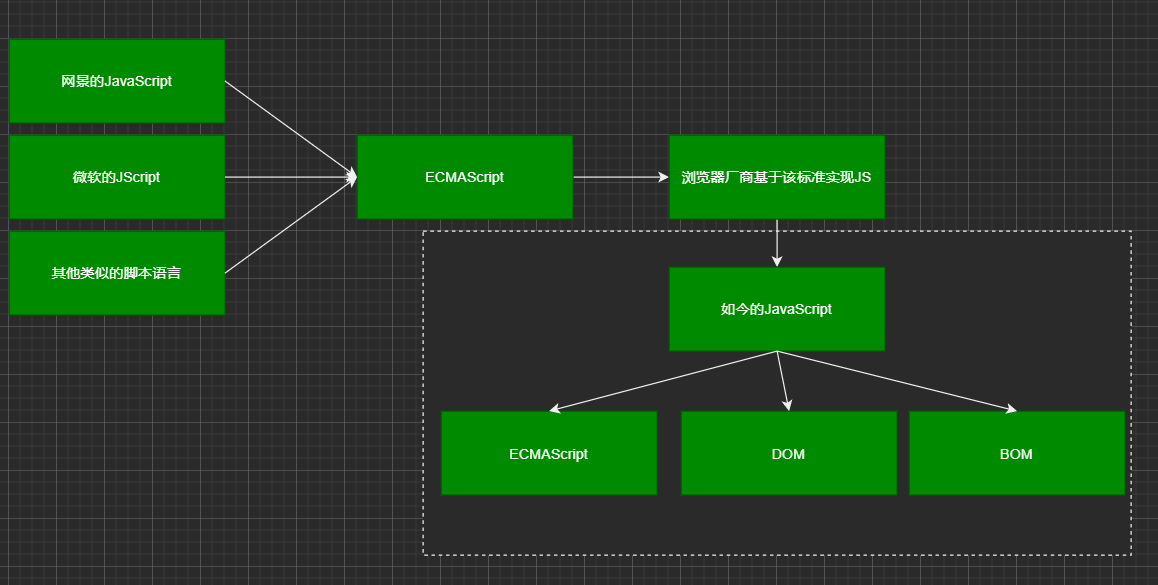 网景的JavaScript
微软的JScript
其他类似的脚本语言
ECMAScript
浏览器厂商基于该标准实现JS
如今的JavaScript
ECMAScript
DOM
BOM